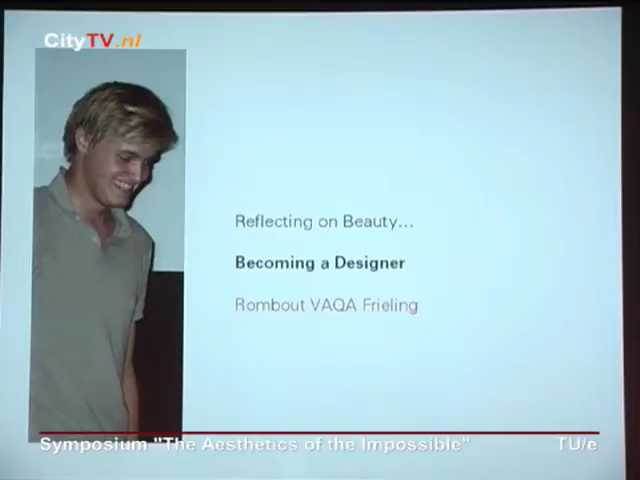 CityTV.nl
Reflecting on Beauty...
Becoming a Designer
Rombout VAQA Frieling
Symposium "The Aesthetics of the Impossible" TU/e